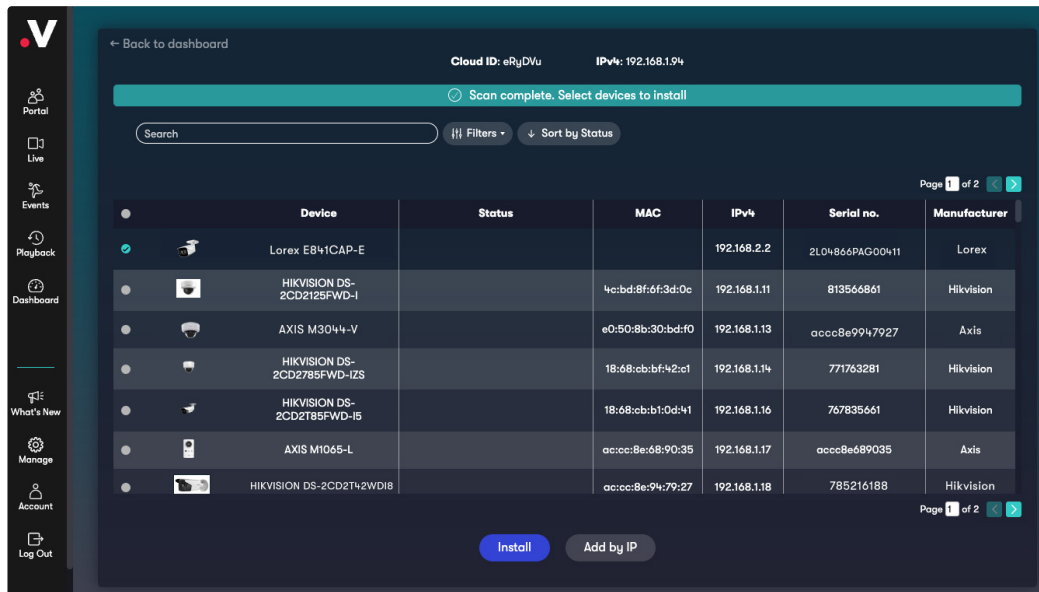 .V
← Back to dashboard
Cloud ID: eRyDVu IPv4: 192.168.1.94
Scan complete. Select devices to install
Search Filters ↓ Sort by Status
Page 1 of 2 < >
Device Status MAC IPv4 Serial no. Manufacturer
Lorex E841CAP-E 192.168.2.2 2L04866PAG00411 Lorex
HIKVISION DS-
2CD2125FWD-I 4c:bd:8f:6f:3d:0c 192.168.1.11 813566861 Hikvision
AXIS M3044-V e0:50:8b:30:bd:f0 192.168.1.13 accc8e9947927 Axis
HIKVISION DS-
2CD2785FWD-IZS 18:68:cb:bf:42:c1 192.168.1.14 771763281 Hikvision
HIKVISION DS-
2CD2T85FWD-I5 18:68:cb:b1:0d:41 192.168.1.16 767835661 Hikvision
AXIS M1065-L ac:cc:8e:68:90:35 192.168.1.17 accc8e689035 Axis
HIKVISION DS-2CD2T42WDI8 ac:cc:8e:94:79:27 192.168.1.18 785216188 Hikvision
Page 1 of 2 < >
Install Add by IP
Portal
Live
Events
Playback
Dashboard
What's New
Manage
Account
Log Out